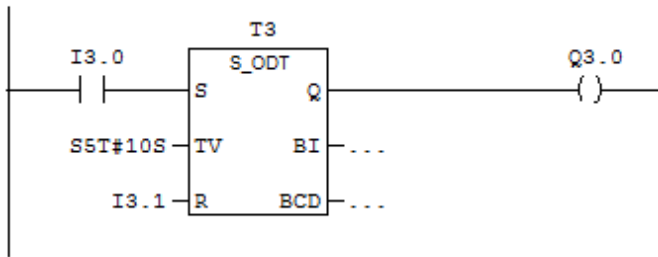 T3
I3.0 S_ODT Q3.0
S Q
S5T#10S TV BI ...
I3.1 R BCD ...